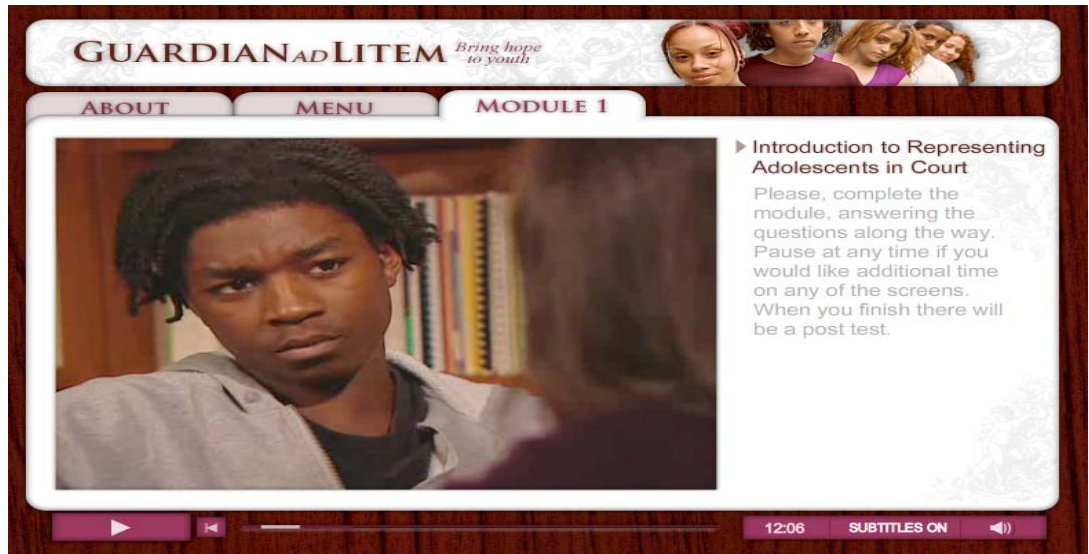 GUARDIAN AD LITEM Bring hope
to youth
ABOUT MENU MODULE 1
Introduction to Representing
Adolescents in Court
Please, complete the
module, answering the
questions along the way.
Pause at any time if you
would like additional time
on any of the screens.
When you finish there will
be a post test.
12:06 SUBTITLES ON